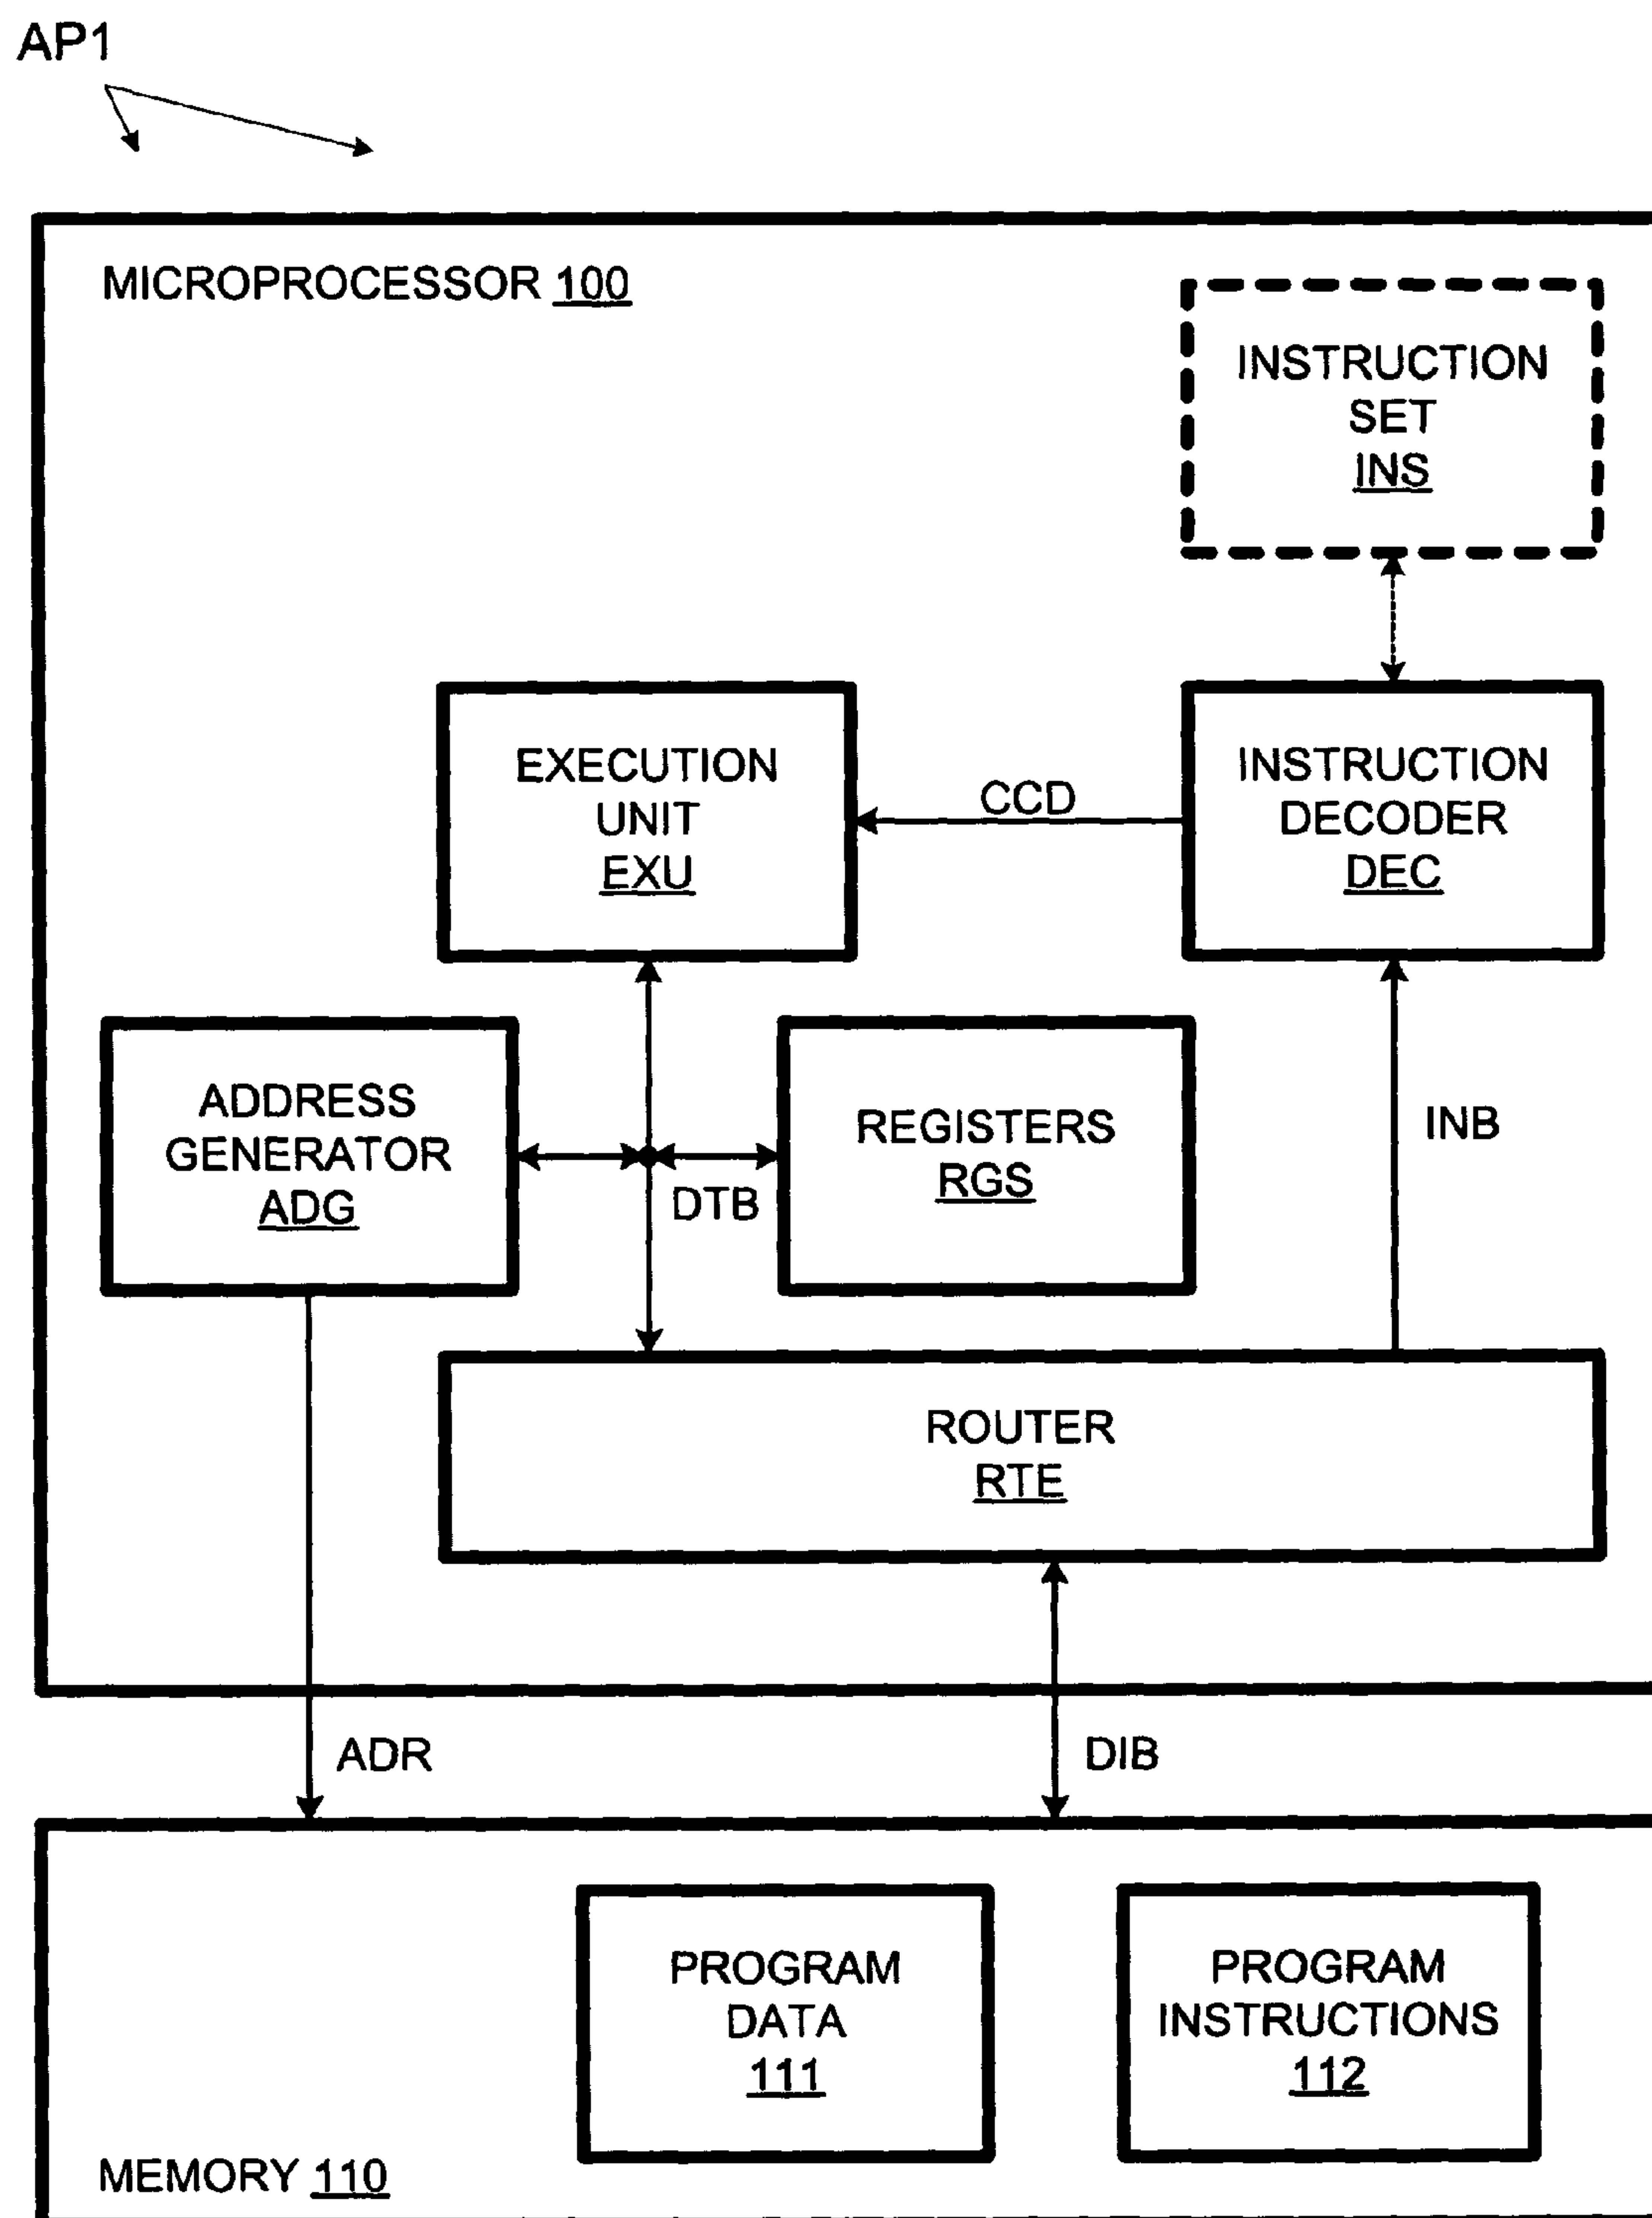 AP1
MICROPROCESSOR 100
INSTRUCTION
SET
INS
EXECUTION
UNIT
EXU
CCD
INSTRUCTION
DECODER
DEC
ADDRESS
GENERATOR
ADG
DTB
REGISTERS
RGS
INB
ROUTER
RTE
ADR
DIB
PROGRAM
DATA
111
PROGRAM
INSTRUCTIONS
112
MEMORY 110